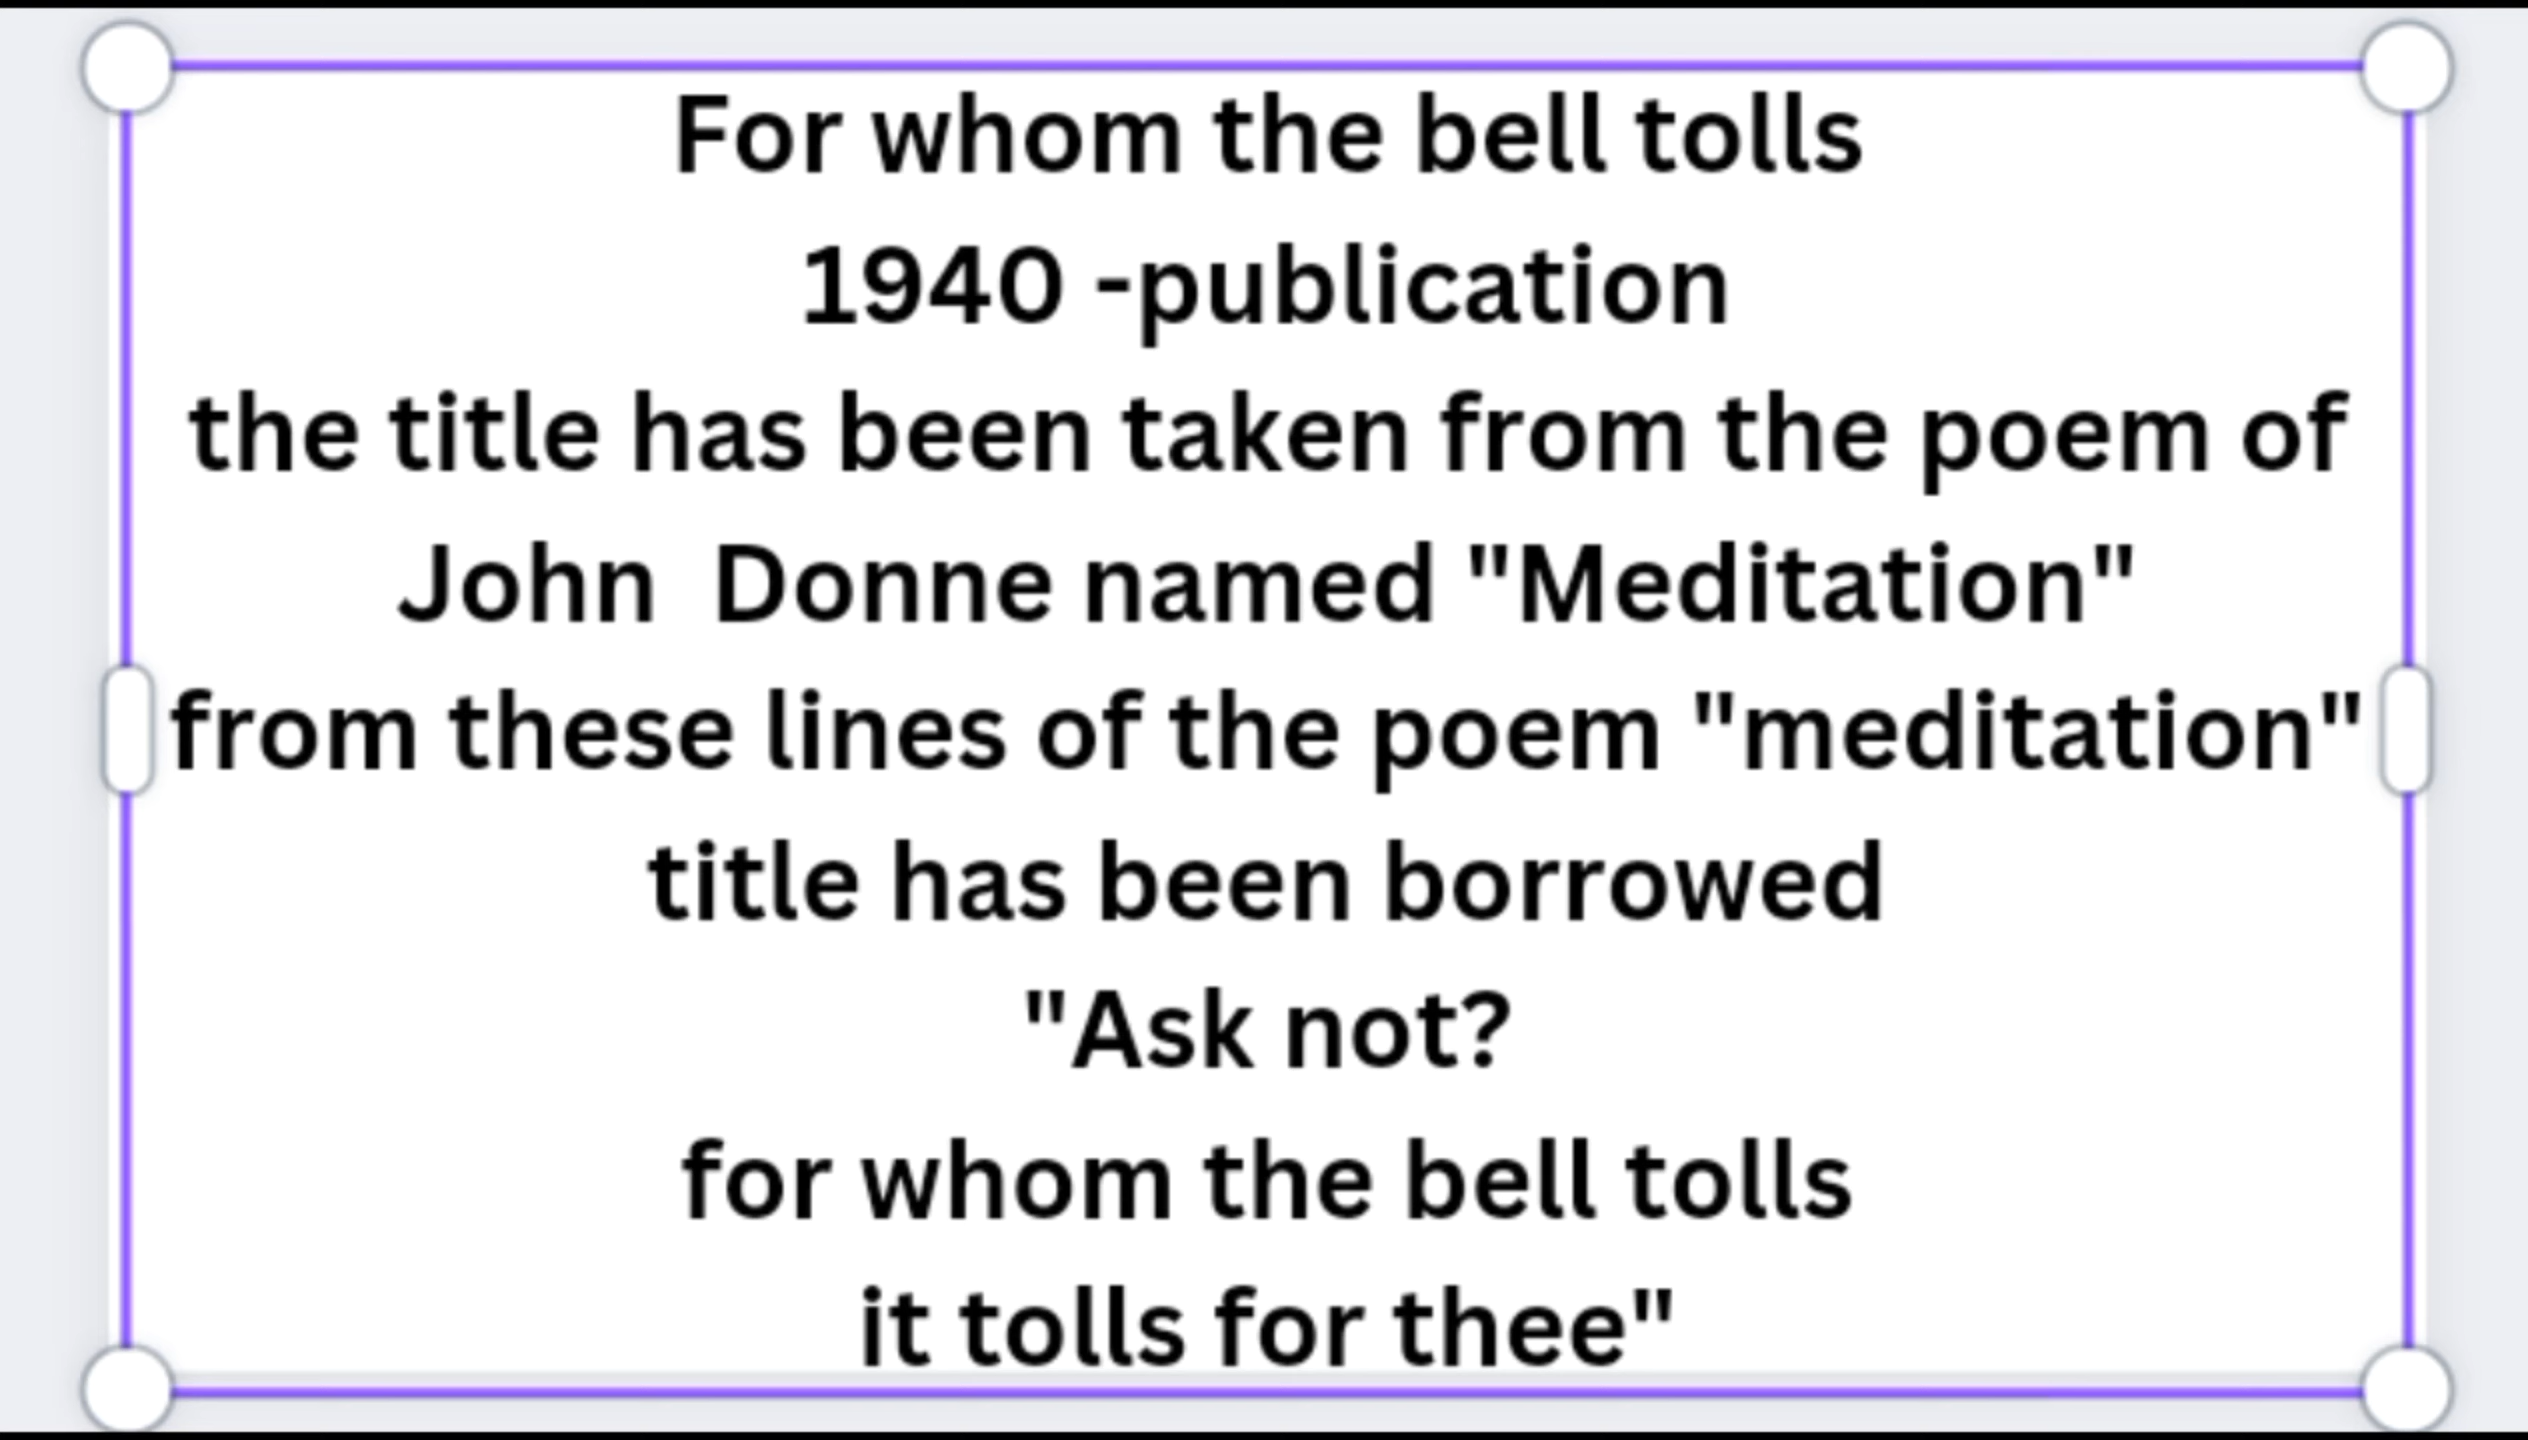 For whom the bell tolls
1940 -publication
the title has been taken from the poem of
John  Donne named "Meditation"
from these lines of the poem "meditation"
title has been borrowed
"Ask not?
for whom the bell tolls
it tolls for thee"